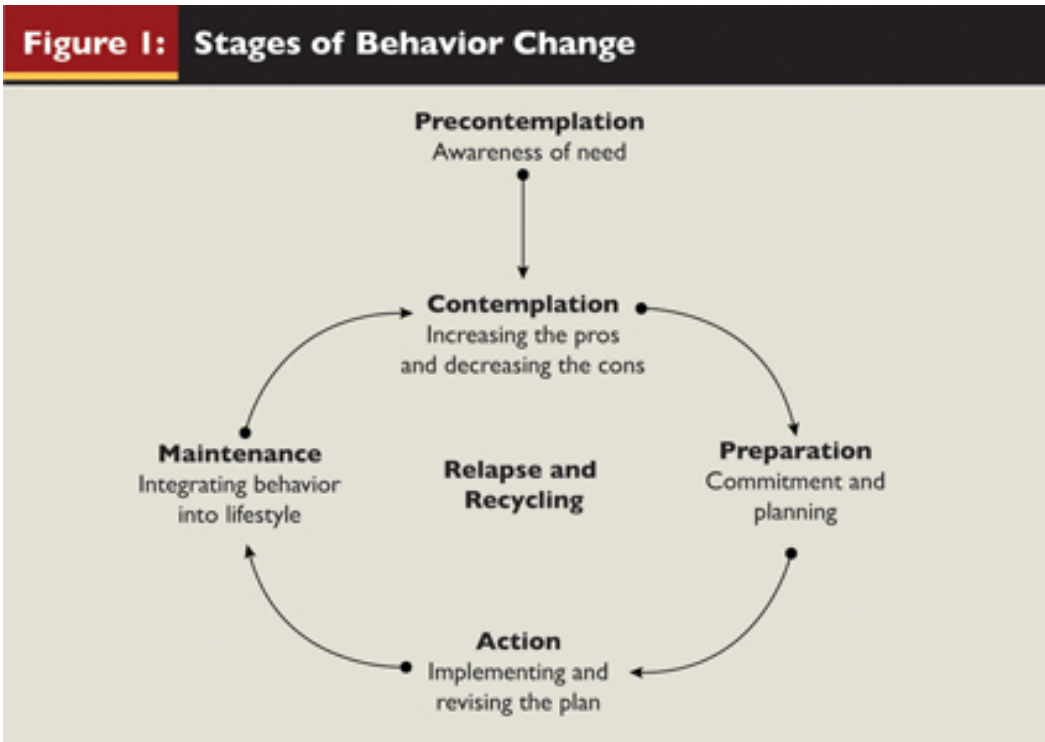 Figure 1: Stages of Behavior Change
Precontemplation
Awareness of need
Contemplation
Increasing the pros
and decreasing the cons
Preparation
Commitment and
planning
Action
Implementing and
revising the plan
Maintenance
Integrating behavior
into lifestyle
Relapse and
Recycling